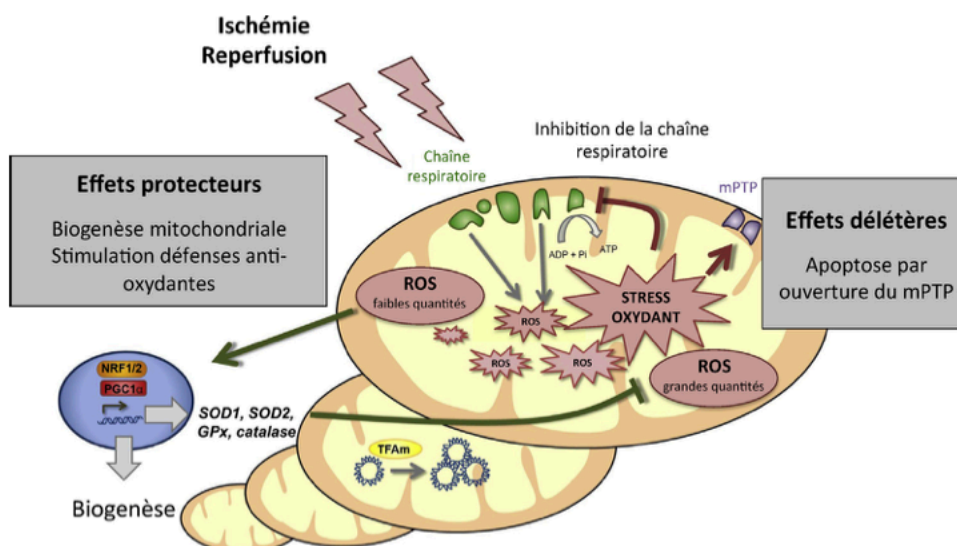 Ischémie
Reperfusion
Inhibition de la chaîne
respiratoire
Chaîne
respiratoire
mPTP
Effets protecteurs
Biogenèse mitochondriale
Stimulation défenses anti-
oxydantes
Effets délétères
Apoptose par
ouverture du mPTP
ADP + Pi
ATP
ROS
faibles quantités
STRESS
OXYDANT
ROS
ROS
ROS
ROS
grandes quantités
NRF1/2
PGC1α
SOD1, SOD2,
GPx, catalase
TFAm
Biogenèse